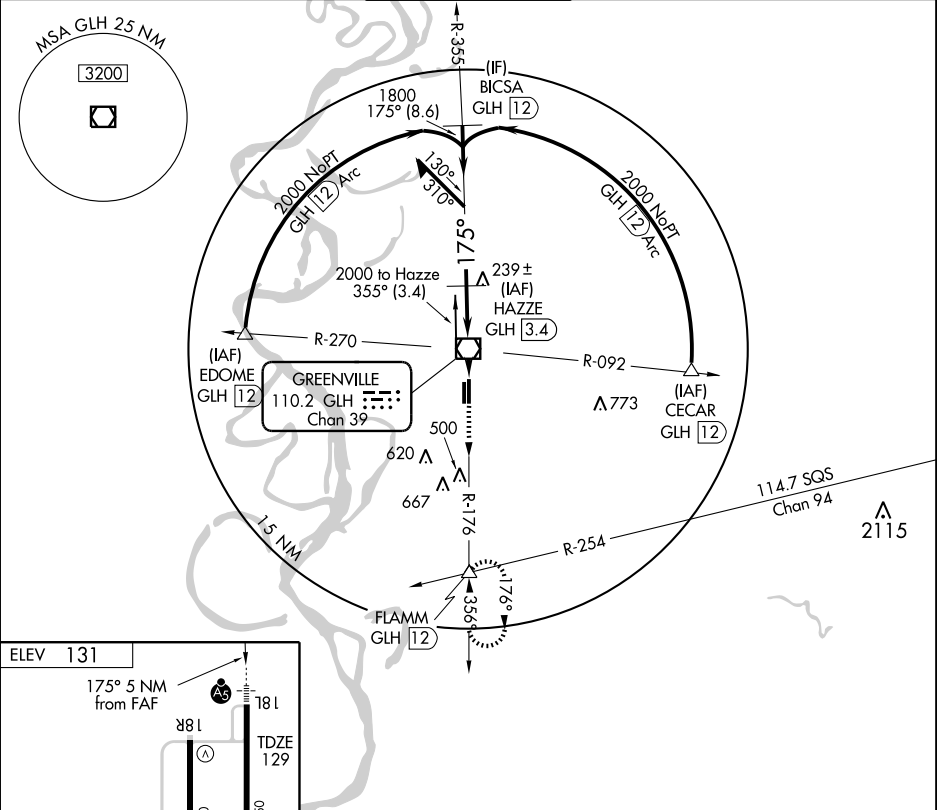 MSA GLH 25 NM
3200
R-355
(IF)
BICSA
GLH 12
1800
175° (8.6)
2000 NoPT
GLH 12 Arc
130°
310°
2000 NoPT
GLH 12 Arc
175°
2000 to Hazze
355° (3.4)
239 ±
(IAF)
HAZZE
GLH 3.4
R-270
(IAF)
EDOME
GLH 12
R-092
(IAF)
CECAR
GLH 12
GREENVILLE
110.2 GLH
Chan 39
773
500
620
667
R-176
114.7 SQS
Chan 94
2115
R-254
15 NM
176°
356°
FLAMM
GLH 12
ELEV 131
175° 5 NM
from FAF
A5
18L
18R
TDZE
129